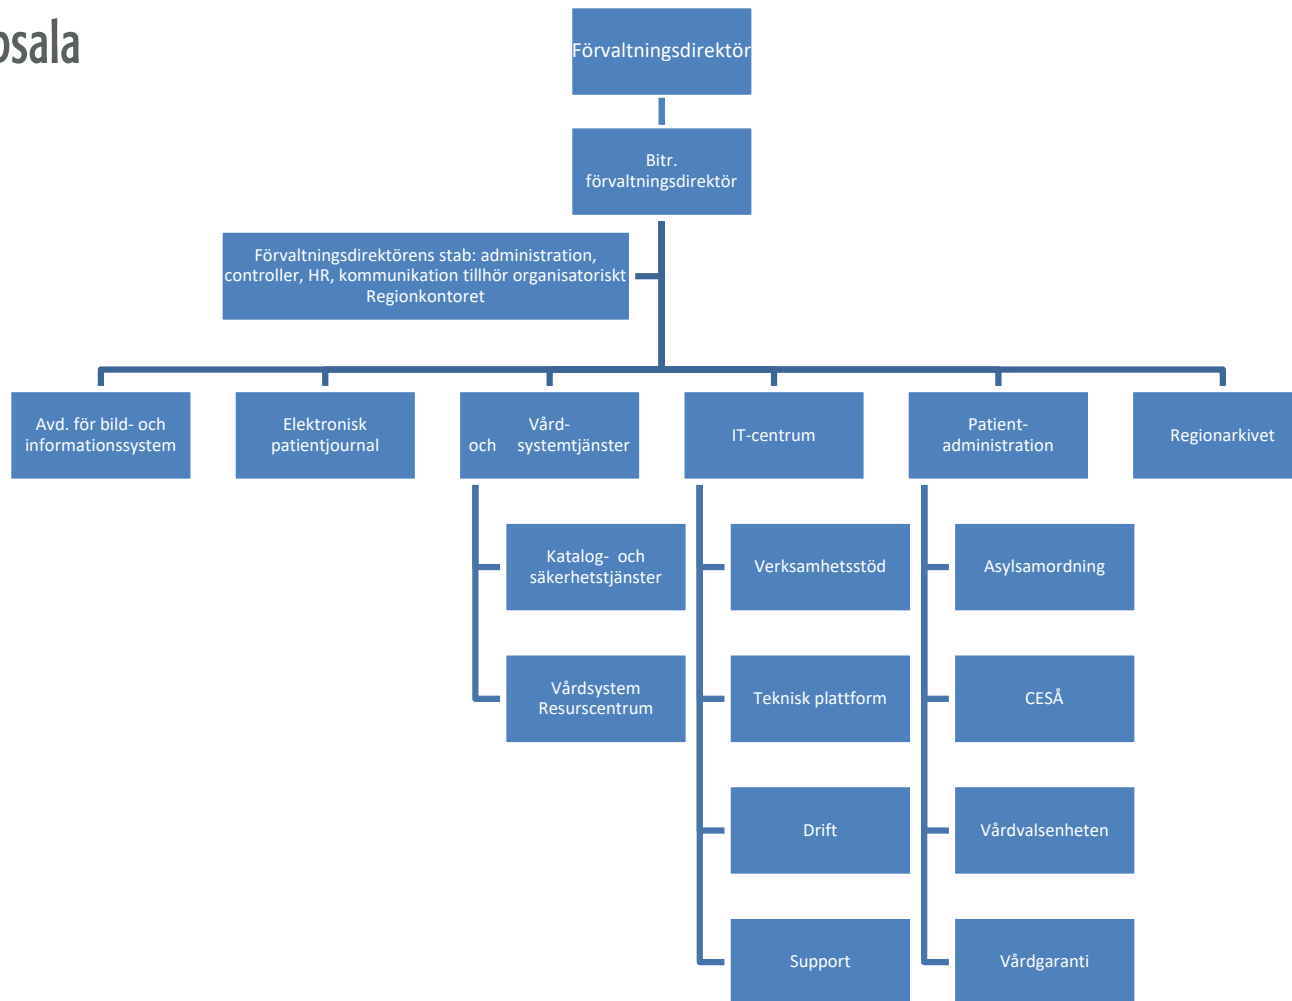 psala
Förvaltningsdirektör
Bitr.
förvaltningsdirektör
Förvaltningsdirektörens stab: administration,
controller, HR, kommunikation tillhör organisatoriskt
Regionkontoret
Avd. för bild- och
informationssystem
Elektronisk
patientjournal
Vård-
och systemtjänster
IT-centrum
Patient-
administration
Regionarkivet
Katalog- och
säkerhetstjänster
Verksamhetsstöd
Asylsamordning
Vårdsystem
Resurscentrum
Teknisk plattform
CESÅ
Drift
Vårdvalsenheten
Support
Vårdgaranti